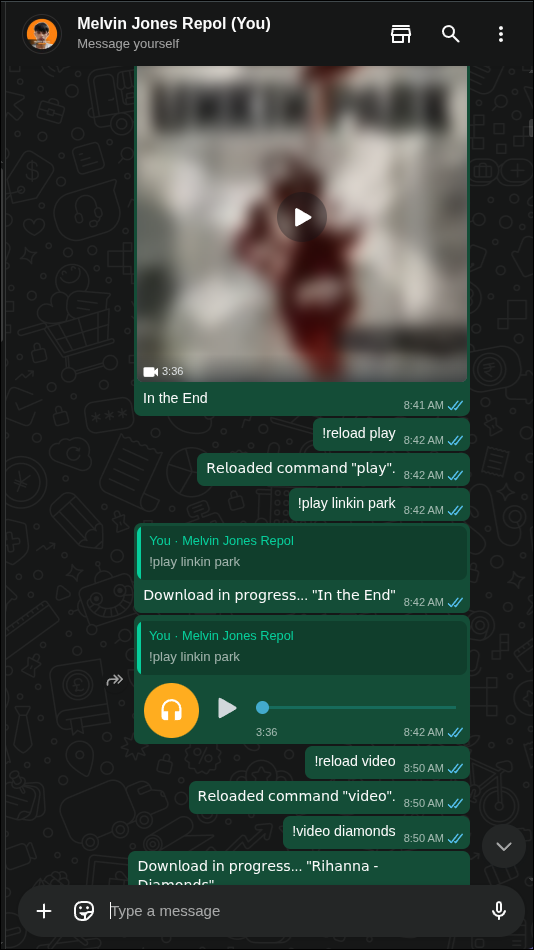 Melvin Jones Repol (You)
Message yourself
LINKIN PARK
3:36
In the End
8:41 AM
!reload play
8:42 AM
Reloaded command "play".
8:42 AM
!play linkin park
8:42 AM
You · Melvin Jones Repol
!play linkin park
Download in progress... "In the End"
8:42 AM
You · Melvin Jones Repol
!play linkin park
3:36
8:42 AM
!reload video
8:50 AM
Reloaded command "video".
8:50 AM
!video diamonds
8:50 AM
Download in progress... "Rihanna -
Diamonds"
Type a message